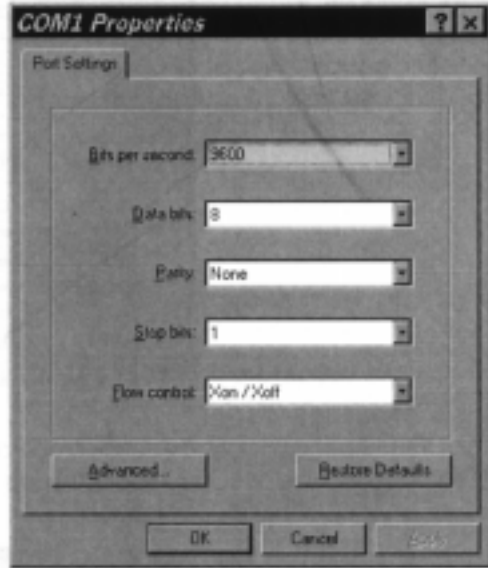 COM1 Properties
Port Settings
Bits per second: 9600
Data bits: 8
Parity: None
Stop bits: 1
Flow control: Xon / Xoff
Advanced...
Restore Defaults
OK
Cancel
Apply